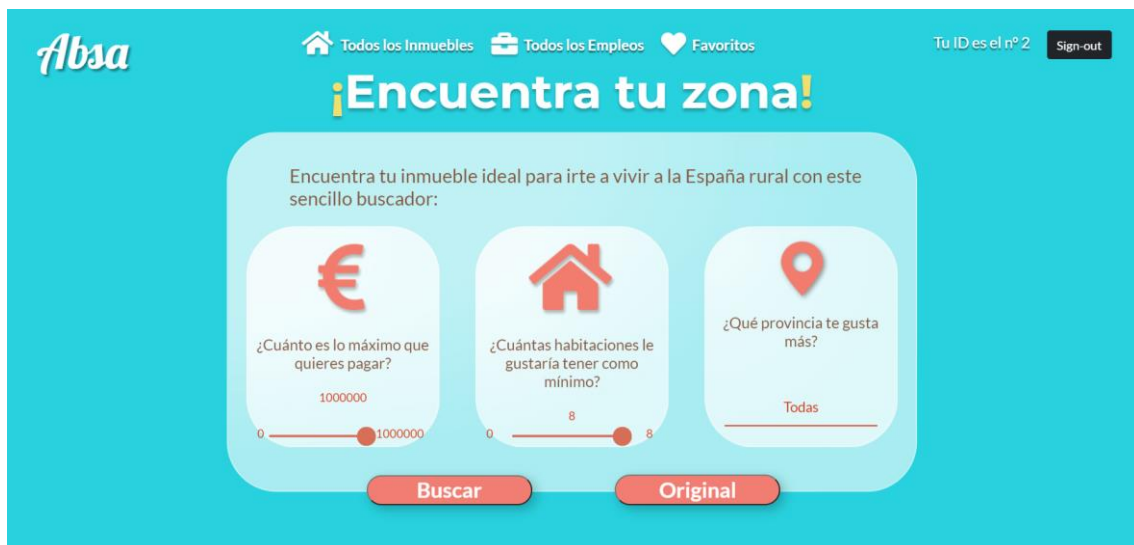 Absa
Todos los Inmuebles
Todos los Empleos
Favoritos
Tu ID es el nº 2
Sign-out
¡Encuentra tu zona!
Encuentra tu inmueble ideal para irte a vivir a la España rural con este
sencillo buscador:
€
¿Cuánto es lo máximo que
quieres pagar?
1000000
0
1000000
¿Cuántas habitaciones le
gustaría tener como
mínimo?
8
0
8
¿Qué provincia te gusta
más?
Todas
Buscar
Original